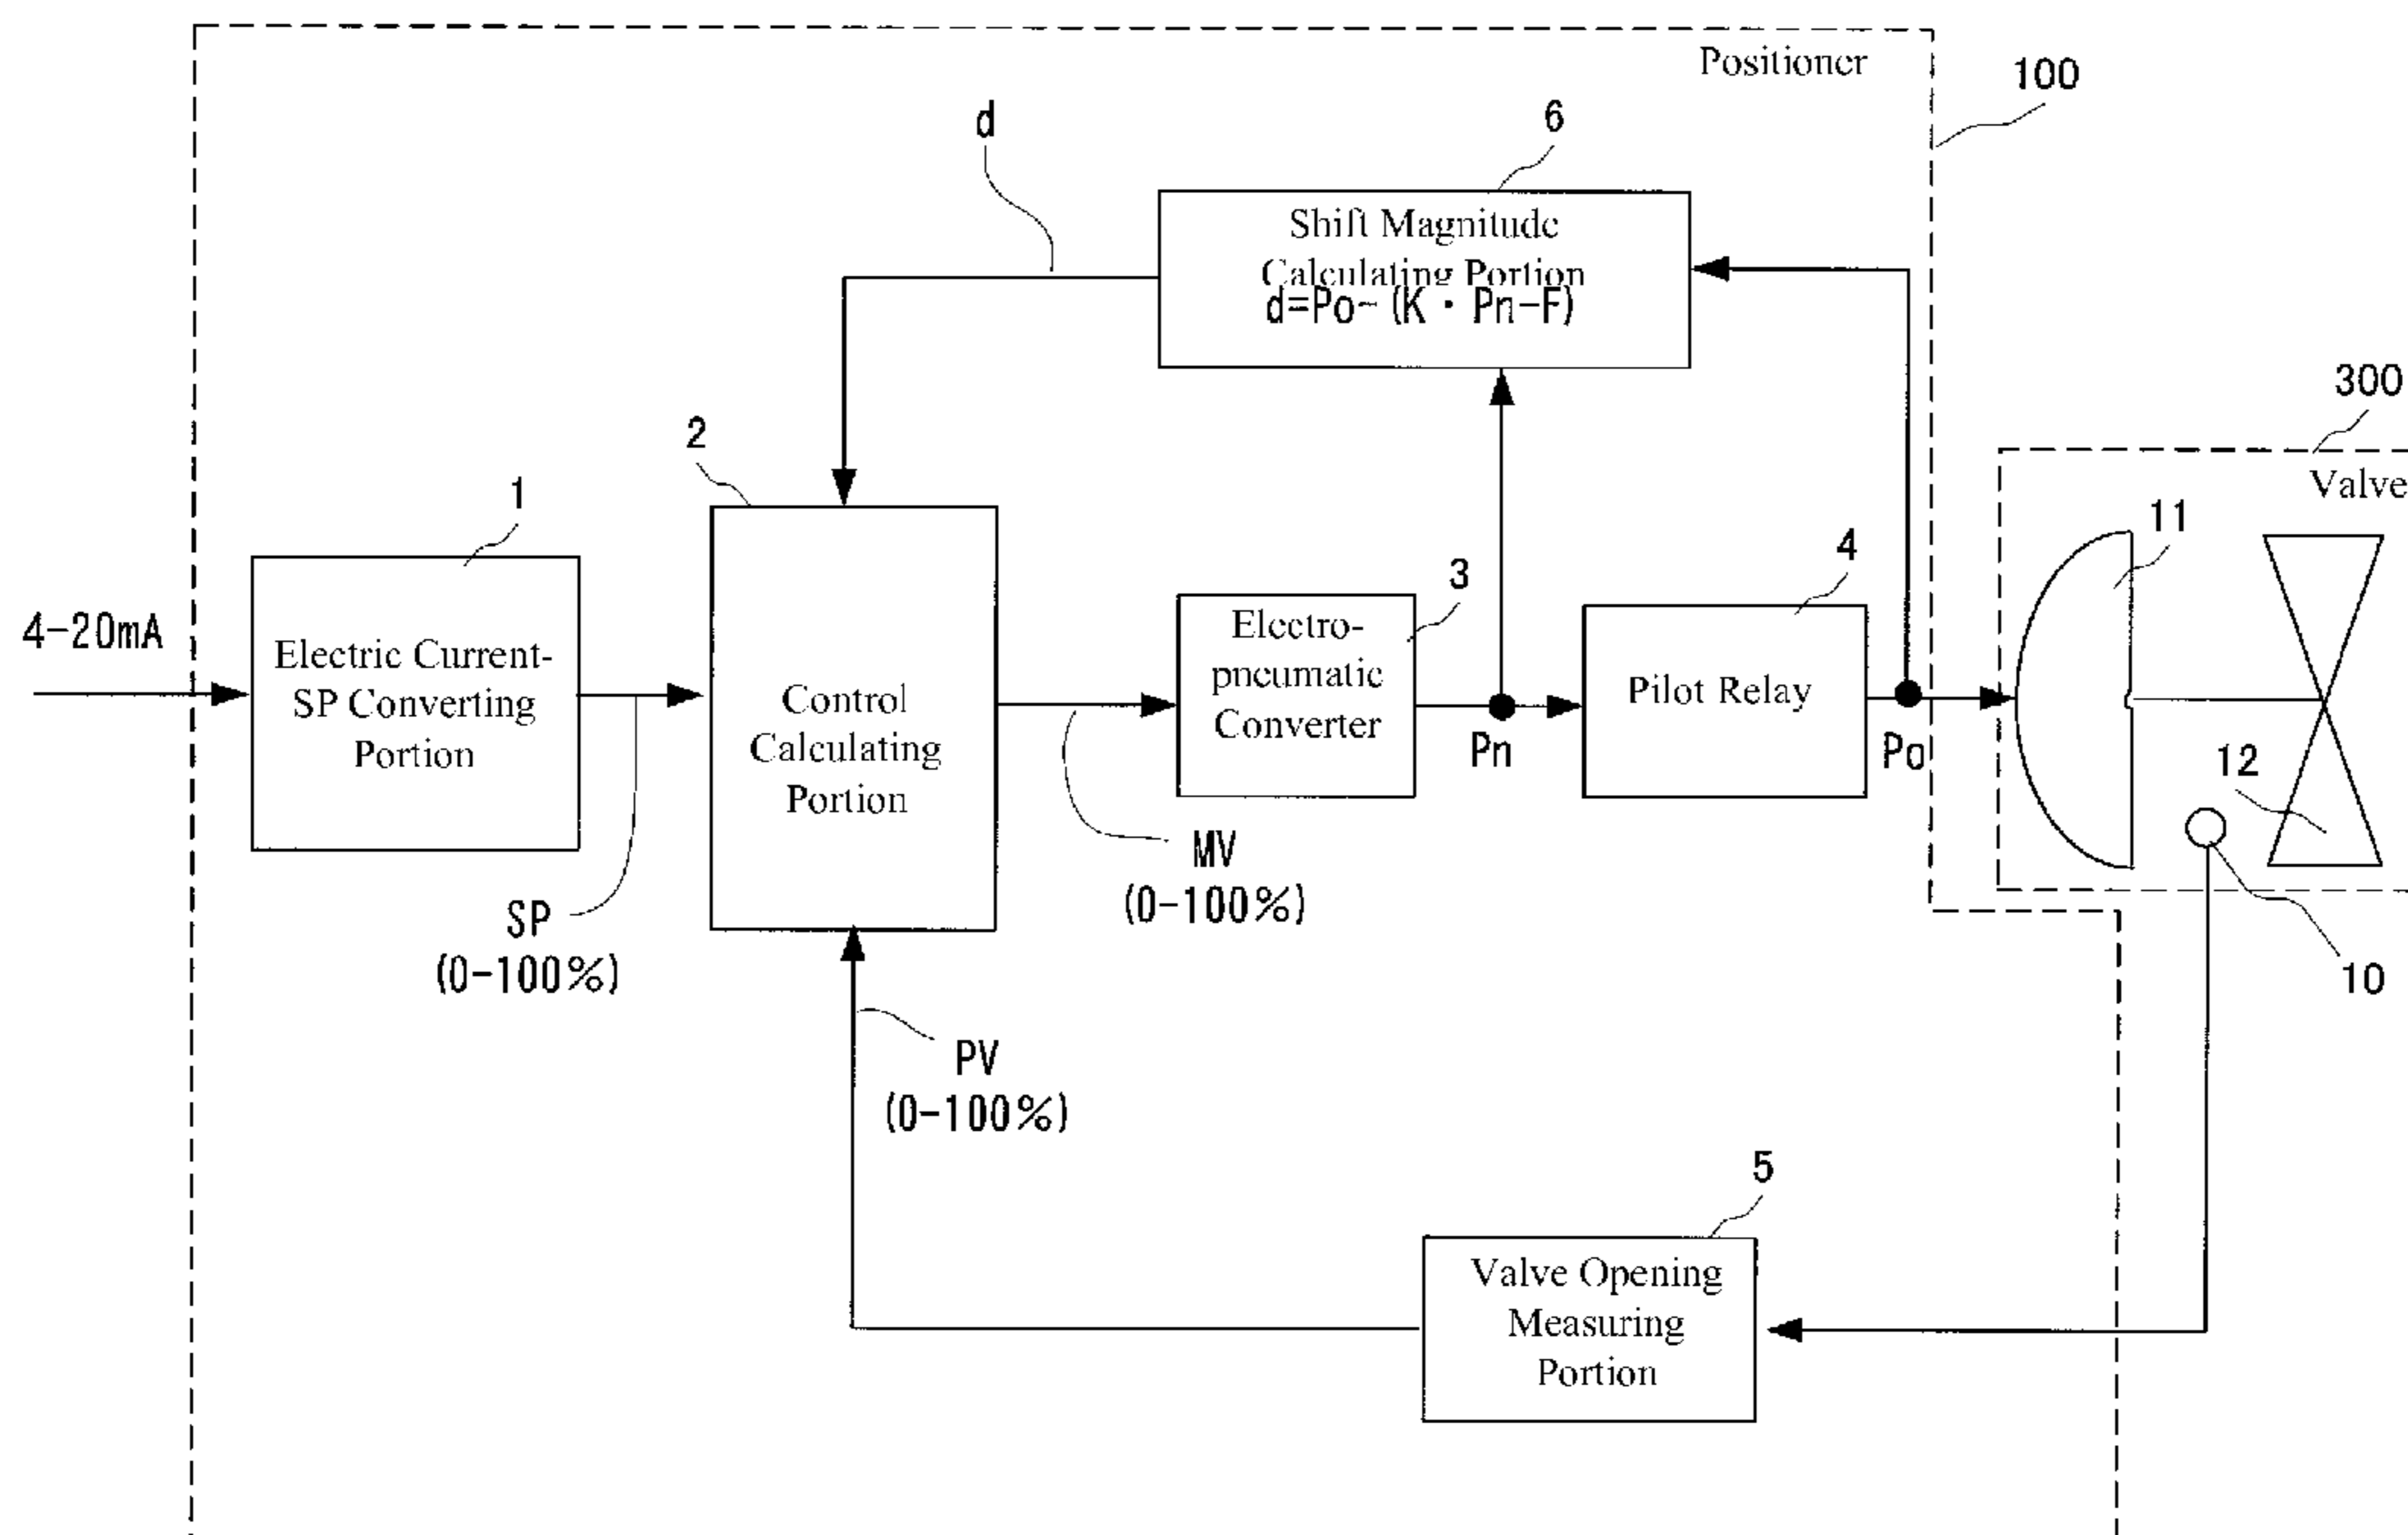 Positioner
100
d
6
Shift Magnitude
Calculating Portion
d=Po-(K・Pn-F)
300
Valve
2
1
11
4
3
4-20mA
Electric Current-
SP Converting
Portion
Control
Calculating
Portion
Electro-
pneumatic
Converter
Pilot Relay
Pn
Po
12
MV
(0-100%)
SP
(0-100%)
10
PV
(0-100%)
5
Valve Opening
Measuring
Portion